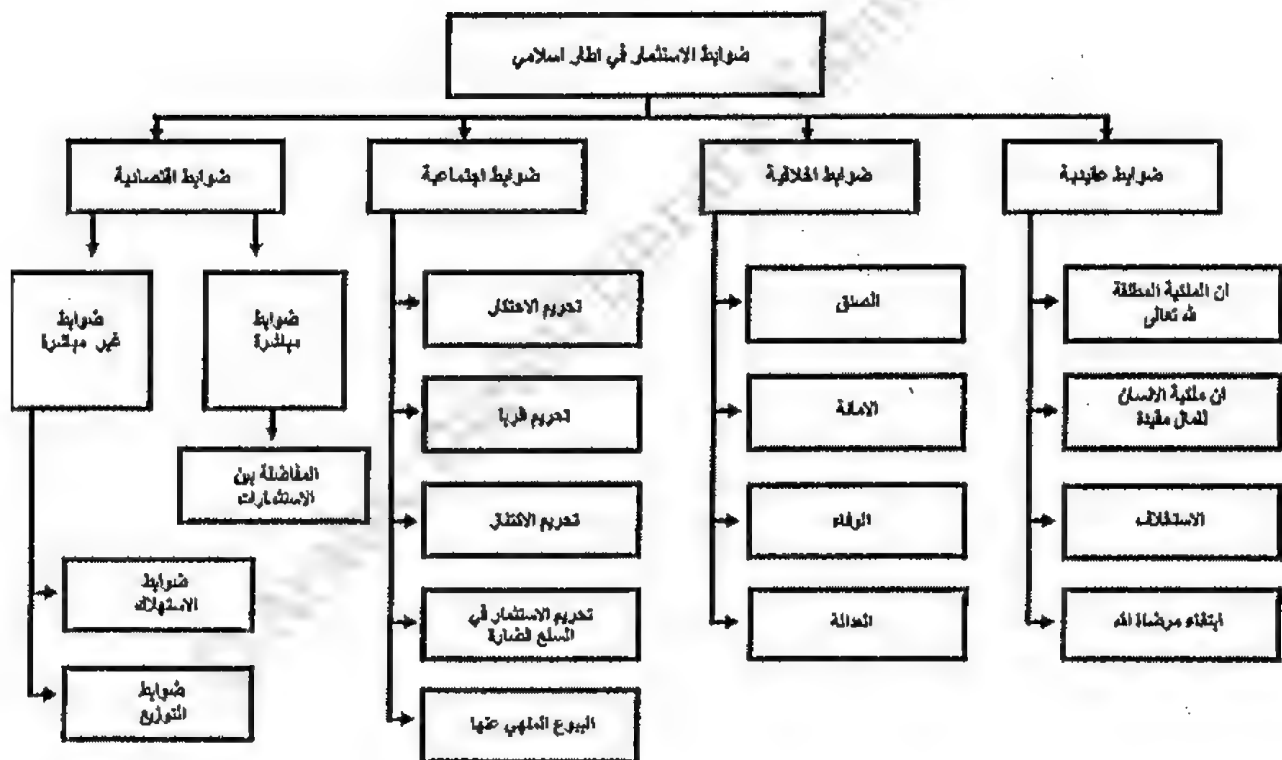 ضوابط الاستثمار في اطار اسلامي
ضوابط عقيدية
ضوابط اخلاقية
ضوابط اجتماعية
ضوابط اقتصادية
ان الملكية المطلقة
لله تعالى
ان ملكية الانسان
للمال مقيدة
الاستخلاف
ابتغاء مرضاة الله
الصدق
الامانة
الوفاء
العدالة
تحريم الاحتكار
تحريم الربا
تحريم الاكتناز
تحريم الاستثمار في
السلع الضارة
البيوع المنهي عنها
ضوابط
مباشرة
المفاضلة بين
الاستثمارات
ضوابط
غير مباشرة
ضوابط
الاستهلاك
ضوابط
التوزيع